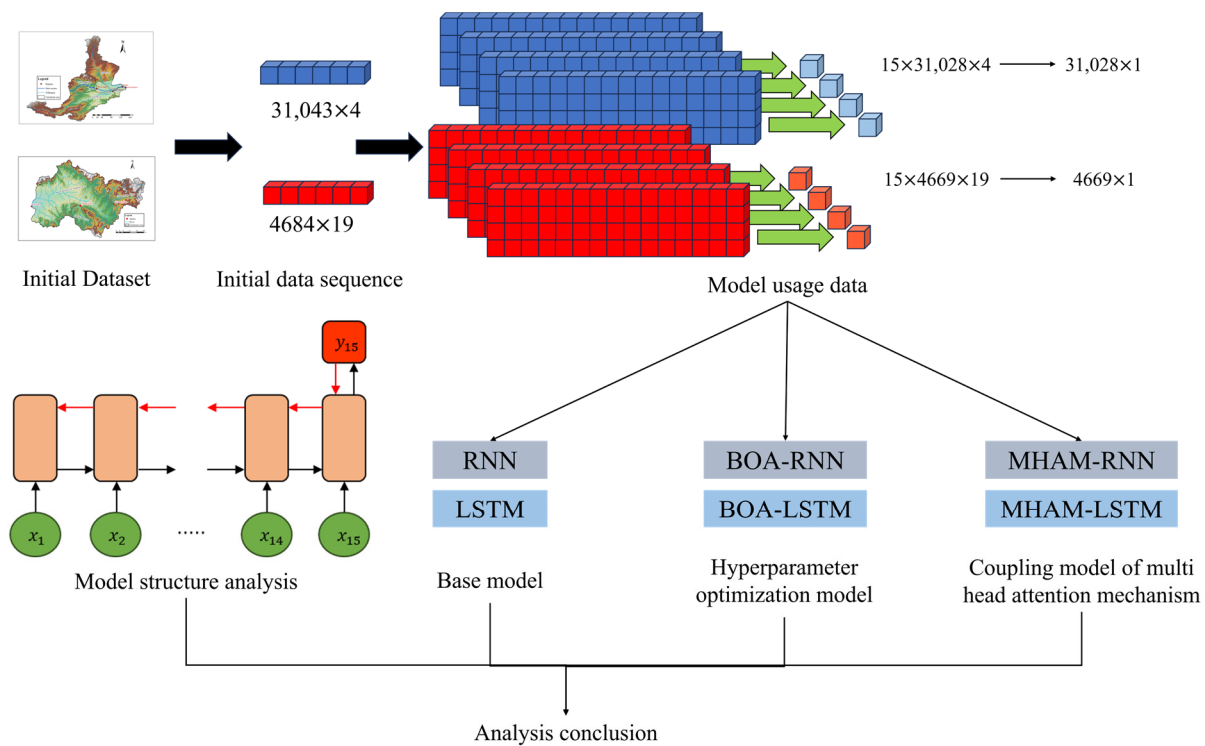 31,043×4
4684×19
15×31,028×4
31,028×1
15×4669×19
4669×1
Initial Dataset
Initial data sequence
Model usage data
y15
x1
x2
.....
x14
x15
Model structure analysis
RNN
LSTM
Base model
BOA-RNN
BOA-LSTM
Hyperparameter
optimization model
MHAM-RNN
MHAM-LSTM
Coupling model of multi
head attention mechanism
Analysis conclusion